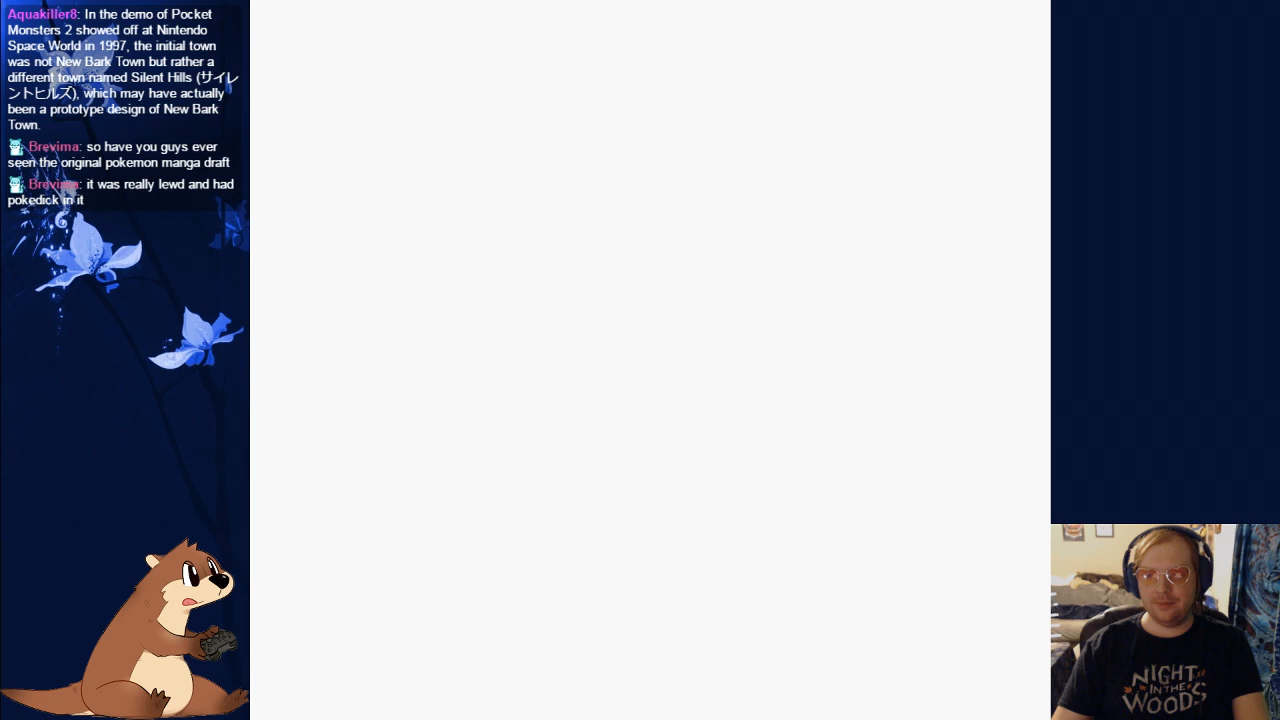 Aquakiller8: In the demo of Pocket
Monsters 2 showed off at Nintendo
Space World in 1997, the initial town
was not New Bark Town but rather a
different town named Silent Hills (サイレ
ントヒルズ), which may have actually
been a prototype design of New Bark
Town.
Brevima: so have you guys ever
seen the original pokemon manga draft
Brevima: it was really lewd and had
pokedick in it
NIGHT
IN THE
WOODS